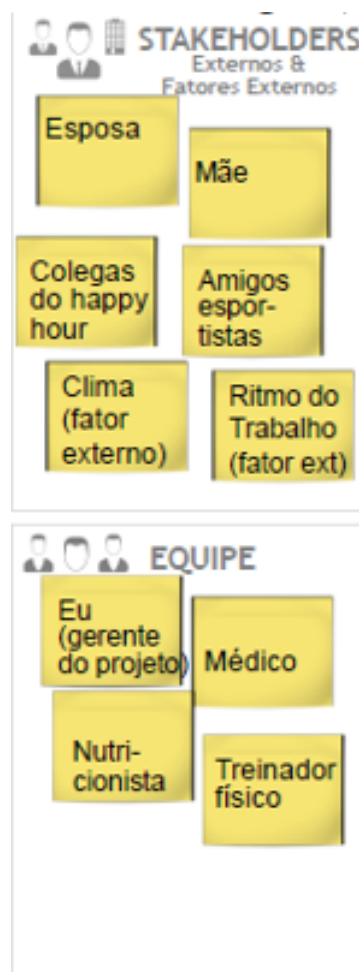 STAKEHOLDERS
Externos &
Fatores Externos
Esposa
Mãe
Colegas
do happy
hour
Amigos
espor-
tistas
Clima
(fator
externo)
Ritmo do
Trabalho
(fator ext)
EQUIPE
Eu
(gerente
do projeto)
Médico
Nutri-
cionista
Treinador
físico